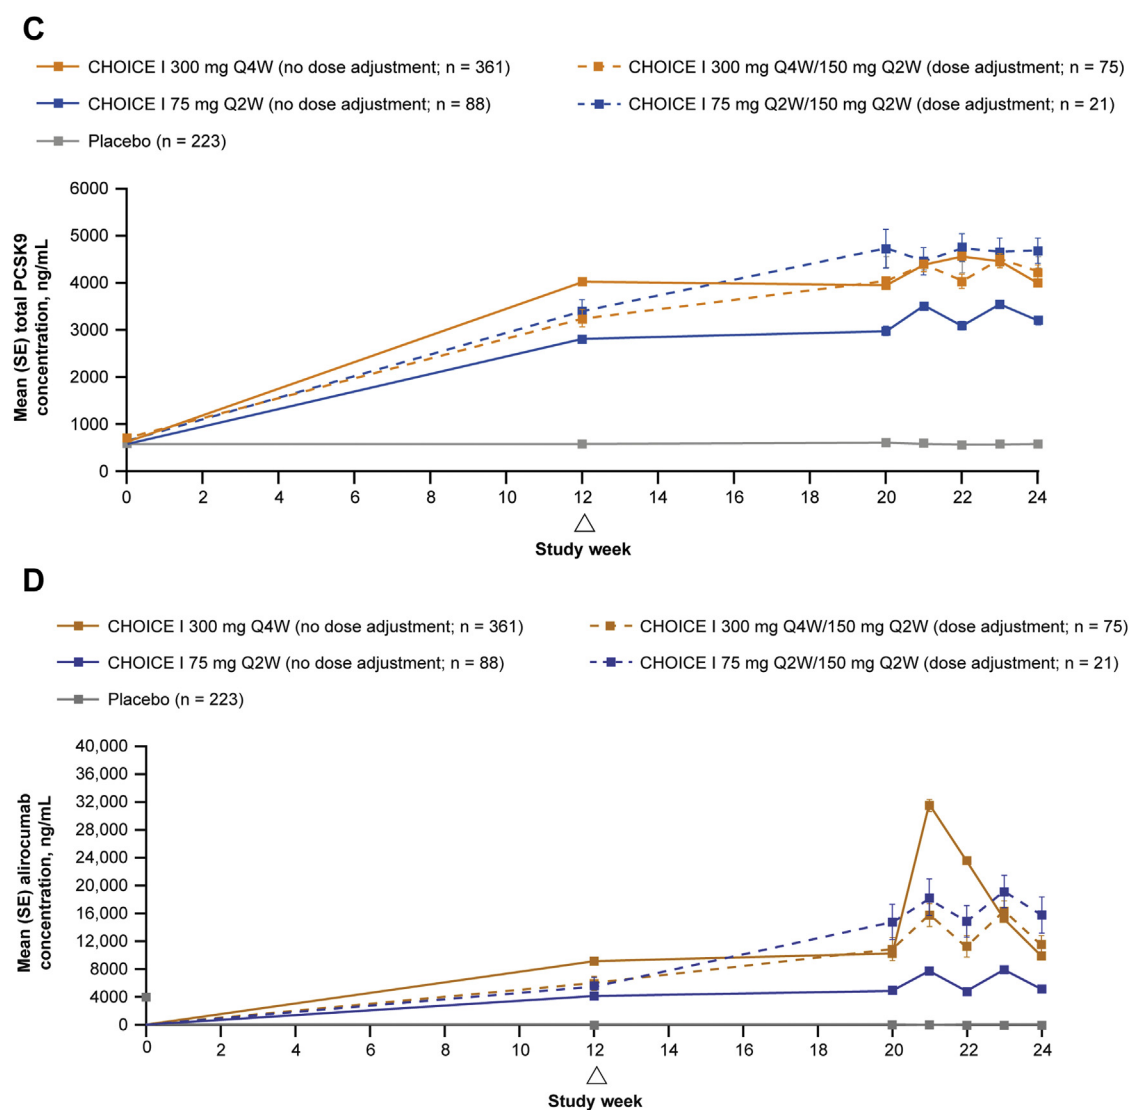 C
CHOICE I 300 mg Q4W (no dose adjustment; n = 361)
CHOICE I 300 mg Q4W/150 mg Q2W (dose adjustment; n = 75)
CHOICE I 75 mg Q2W (no dose adjustment; n = 88)
CHOICE I 75 mg Q2W/150 mg Q2W (dose adjustment; n = 21)
Placebo (n = 223)
Mean (SE) total PCSK9
concentration, ng/mL
6000
5000
4000
3000
2000
1000
0
0 2 4 6 8 10 12 14 16 18 20 22 24
Study week
D
CHOICE I 300 mg Q4W (no dose adjustment; n = 361)
CHOICE I 300 mg Q4W/150 mg Q2W (dose adjustment; n = 75)
CHOICE I 75 mg Q2W (no dose adjustment; n = 88)
CHOICE I 75 mg Q2W/150 mg Q2W (dose adjustment; n = 21)
Placebo (n = 223)
Mean (SE) alirocumab
concentration, ng/mL
40,000
36,000
32,000
28,000
24,000
20,000
16,000
12,000
8000
4000
0
0 2 4 6 8 10 12 14 16 18 20 22 24
Study week